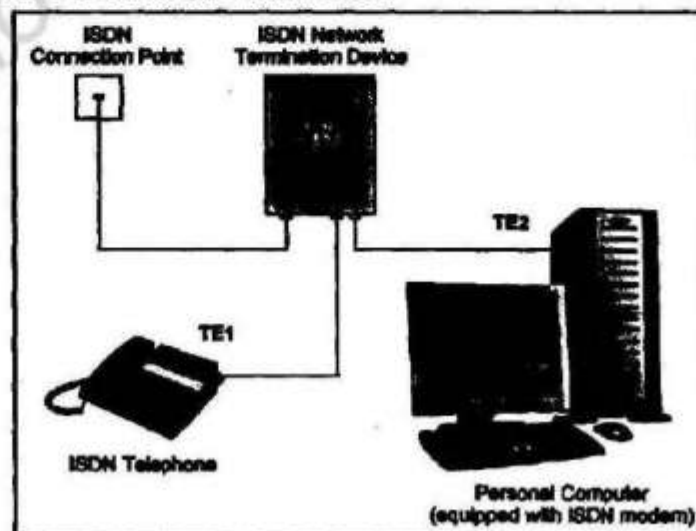 ISDN
Connection Point
ISDN Network
Termination Device
TE2
TE1
ISDN Telephone
Personal Computer
(equipped with ISDN modem)